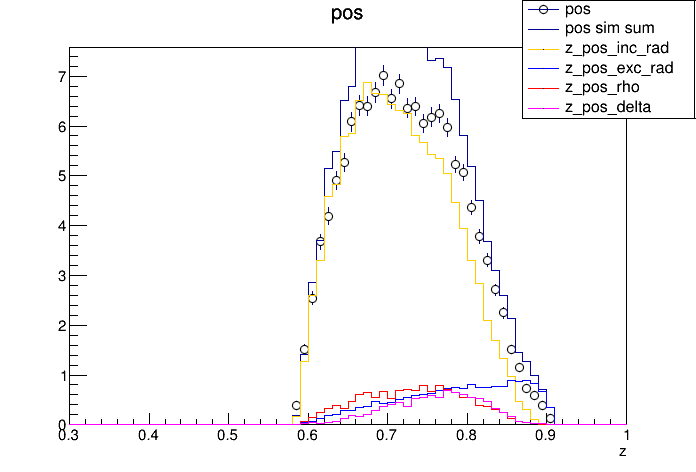 pos
pos
pos sim sum
z_pos_inc_rad
z_pos_exc_rad
z_pos_rho
z_pos_delta
7
6
5
4
3
2
1
0
0.3 0.4 0.5 0.6 0.7 0.8 0.9 1
z